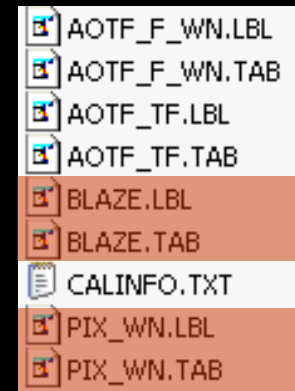 AOTF_F_WN.LBL
AOTF_F_WN.TAB
AOTF_TF.LBL
AOTF_TF.TAB
BLAZE.LBL
BLAZE.TAB
CALINFO.TXT
PIX_WN.LBL
PIX_WN.TAB